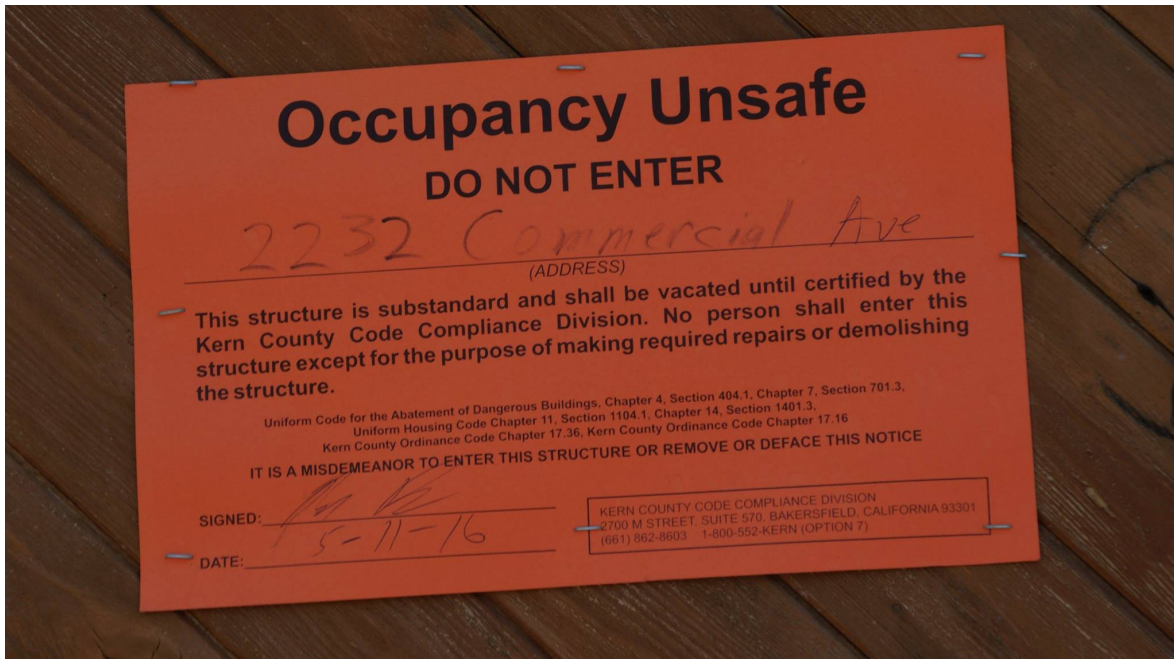 Occupancy Unsafe
DO NOT ENTER
2232 Commercial Ave
(ADDRESS)
This structure is substandard and shall be vacated until certified by the
Kern County Code Compliance Division. No person shall enter this
structure except for the purpose of making required repairs or demolishing
the structure.
Uniform Code for the Abatement of Dangerous Buildings, Chapter 4, Section 404.1, Chapter 7, Section 701.3,
Uniform Housing Code Chapter 11, Section 1104.1, Chapter 14, Section 1401.3,
Kern County Ordinance Code Chapter 17.36, Kern County Ordinance Code Chapter 17.16
IT IS A MISDEMEANOR TO ENTER THIS STRUCTURE OR REMOVE OR DEFACE THIS NOTICE
SIGNED:
DATE: 5-11-16
KERN COUNTY CODE COMPLIANCE DIVISION
2700 M STREET, SUITE 570, BAKERSFIELD, CALIFORNIA 93301
(661) 862-8603 1-800-552-KERN (OPTION 7)